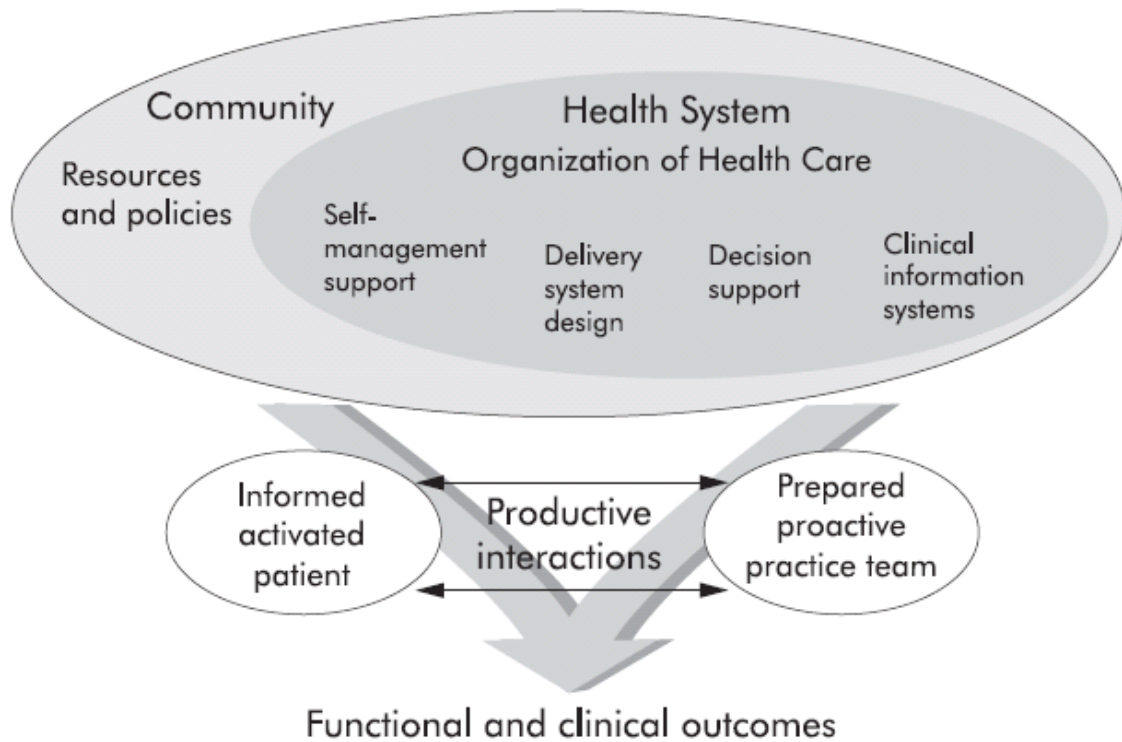 Community
Resources
and policies
Health System
Organization of Health Care
Self-
management
support
Delivery
system
design
Decision
support
Clinical
information
systems
Informed
activated
patient
Productive
interactions
Prepared
proactive
practice team
Functional and clinical outcomes